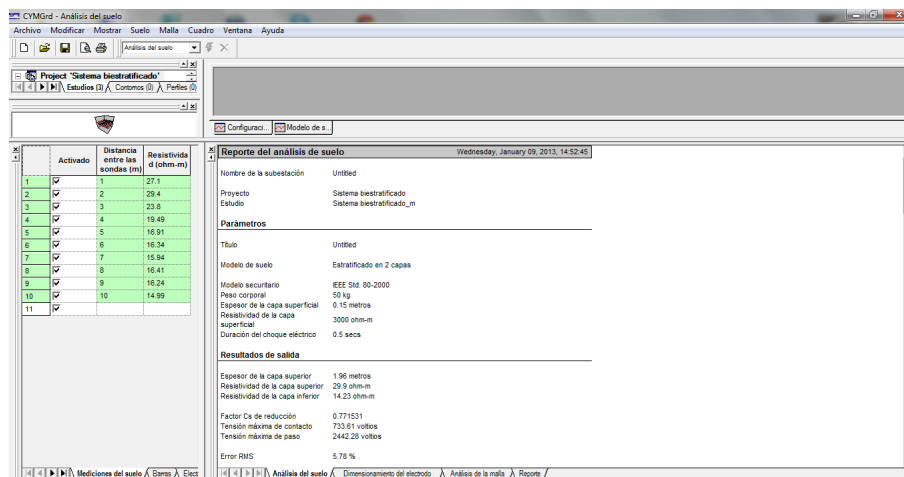 CYMGrd - Análisis del suelo
Archivo Modificar Mostrar Suelo Malla Cuadro Ventana Ayuda
Análisis del suelo
Project 'Sistema biestratificado'
Estudios (3) Contornos (0) Perfiles (0)
Configuraci... Modelo de s...
Activado Distancia entre las sondas (m) Resistivida d (ohm-m)
1 1 27.1
2 2 29.4
3 3 23.8
4 4 19.49
5 5 16.91
6 6 16.34
7 7 15.94
8 8 16.41
9 9 16.24
10 10 14.99
11
Mediciones del suelo Barras Elect
Reporte del análisis de suelo Wednesday, January 09, 2013, 14:52:45
Nombre de la subestación Untitled
Proyecto Sistema biestratificado
Estudio Sistema biestratificado_m
Parámetros
Título Untitled
Modelo de suelo Estratificado en 2 capas
Modelo securitario IEEE Std. 80-2000
Peso corporal 50 kg
Espesor de la capa superficial 0.15 metros
Resistividad de la capa superficial 3000 ohm-m
Duración del choque eléctrico 0.5 secs
Resultados de salida
Espesor de la capa superior 1.96 metros
Resistividad de la capa superior 29.9 ohm-m
Resistividad de la capa inferior 14.23 ohm-m
Factor Cs de reducción 0.771531
Tensión máxima de contacto 733.61 voltios
Tensión máxima de paso 2442.28 voltios
Error RMS 5.78 %
Análisis del suelo Dimensionamiento del electrodo Análisis de la malla Reporte